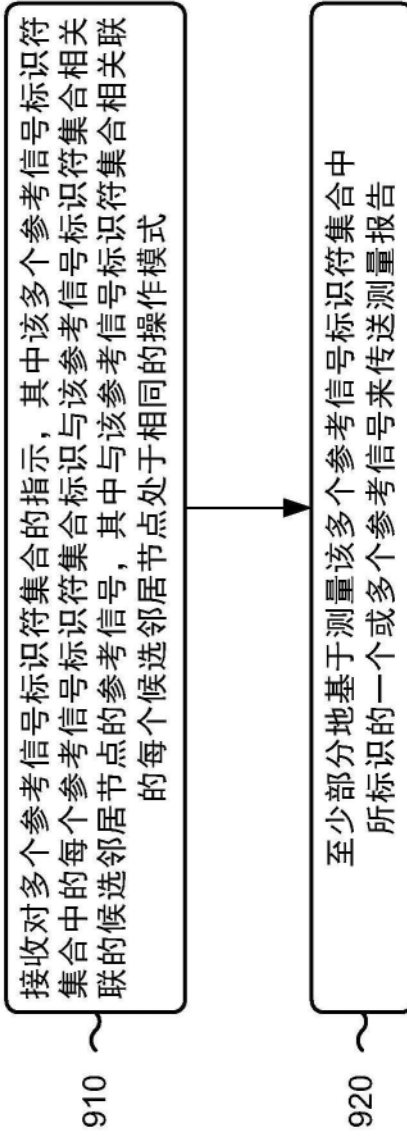 910
接收对多个参考信号标识符集合的指示，其中该多个参考信号标识符
集合中的每个参考信号标识符集合标识与该参考信号标识符集合相关
联的候选邻居节点的参考信号，其中与该参考信号标识符集合相关联
的每个候选邻居节点处于相同的操作模式
920
至少部分地基于测量该多个参考信号标识符集合中
所标识的一个或多个参考信号来传送测量报告